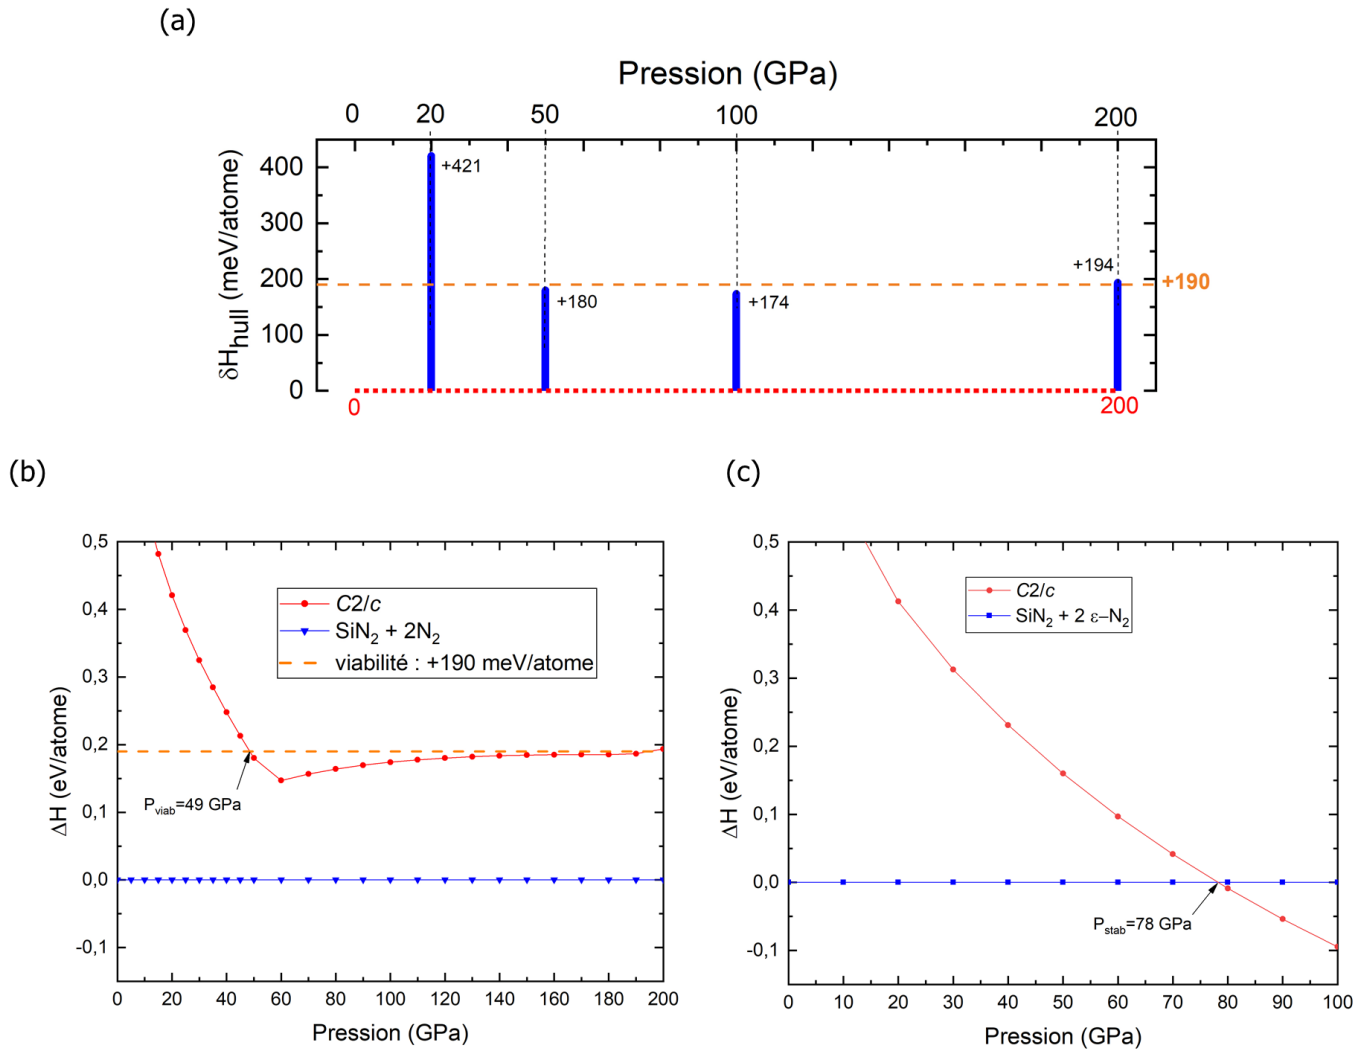 (a)
Pression (GPa)
0 20 50 100 200
δH_hull (meV/atome)
400
300
200
100
0
+421
+180
+174
+194
+190
0
200
(b)
ΔH (eV/atome)
0,5
0,4
0,3
0,2
0,1
0,0
-0,1
C2/c
SiN₂ + 2N₂
viabilité : +190 meV/atome
P_viab=49 GPa
0 20 40 60 80 100 120 140 160 180 200
Pression (GPa)
(c)
ΔH (eV/atome)
0,5
0,4
0,3
0,2
0,1
0,0
-0,1
C2/c
SiN₂ + 2 ε−N₂
P_stab=78 GPa
0 10 20 30 40 50 60 70 80 90 100
Pression (GPa)